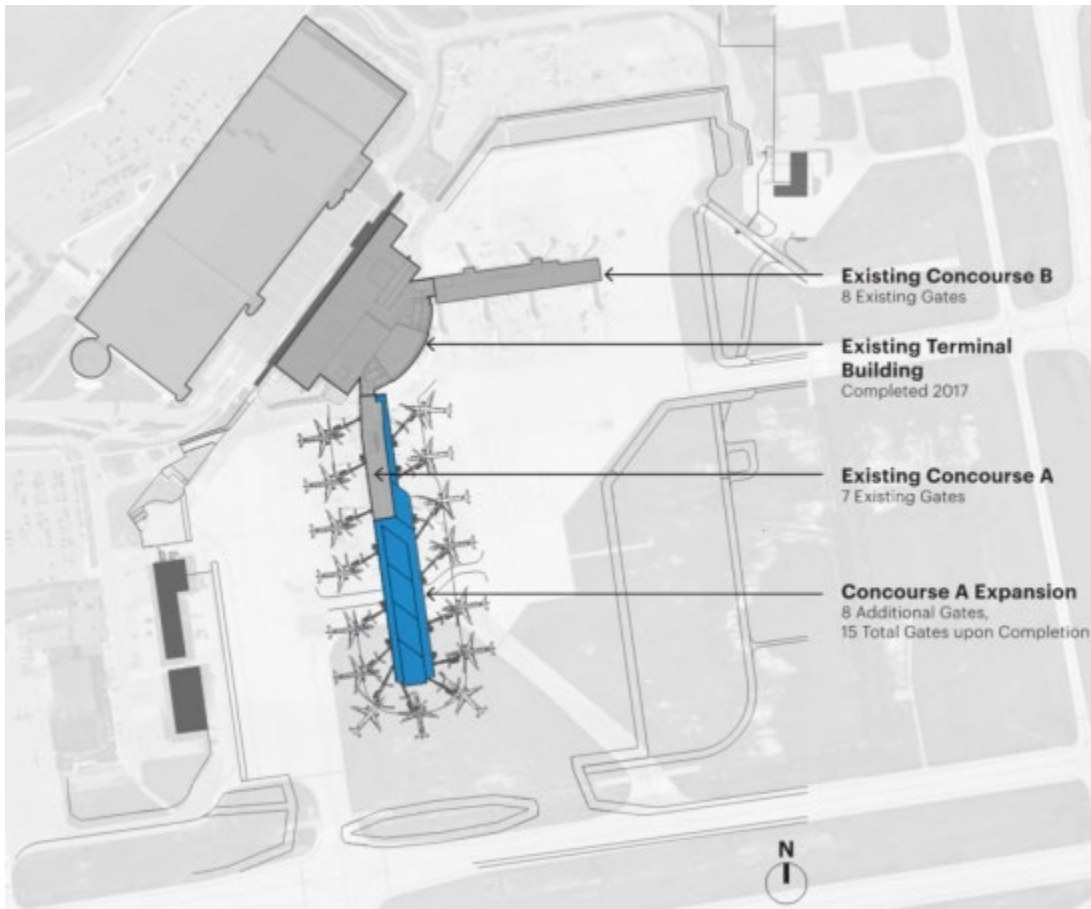 Existing Concourse B
8 Existing Gates
Existing Terminal
Building
Completed 2017
Existing Concourse A
7 Existing Gates
Concourse A Expansion
8 Additional Gates,
15 Total Gates upon Completion
N